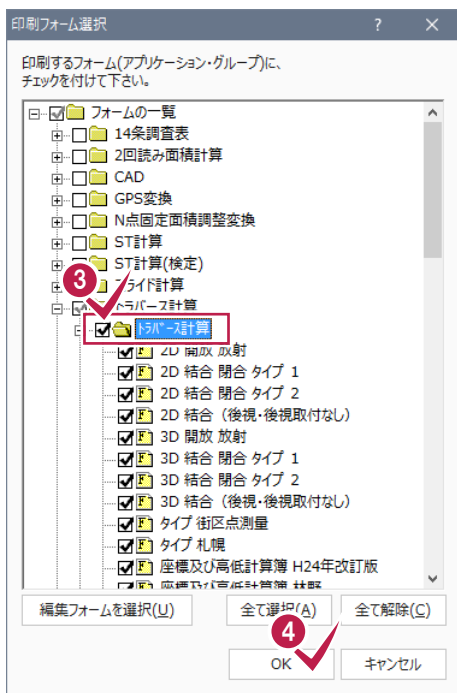 印刷フォーム選択
印刷するフォーム(アプリケーション・グループ)に、
チェックを付けて下さい。
フォームの一覧
14条調査表
2回読み面積計算
CAD
GPS変換
N点固定面積調整変換
ST計算
ST計算(検定)
3
ライド計算
トラバース計算
トラバース計算
2D 開放 放射
2D 結合 閉合 タイプ 1
2D 結合 閉合 タイプ 2
2D 結合（後視・後視取付なし）
3D 開放 放射
3D 結合 閉合 タイプ 1
3D 結合 閉合 タイプ 2
3D 結合（後視・後視取付なし）
タイプ 街区点測量
タイプ 札幌
座標及び高低計算簿 H24年改訂版
座標及び高低計算簿 林野
編集フォームを選択(U) 全て選択(A) 全て解除(C)
4
OK キャンセル